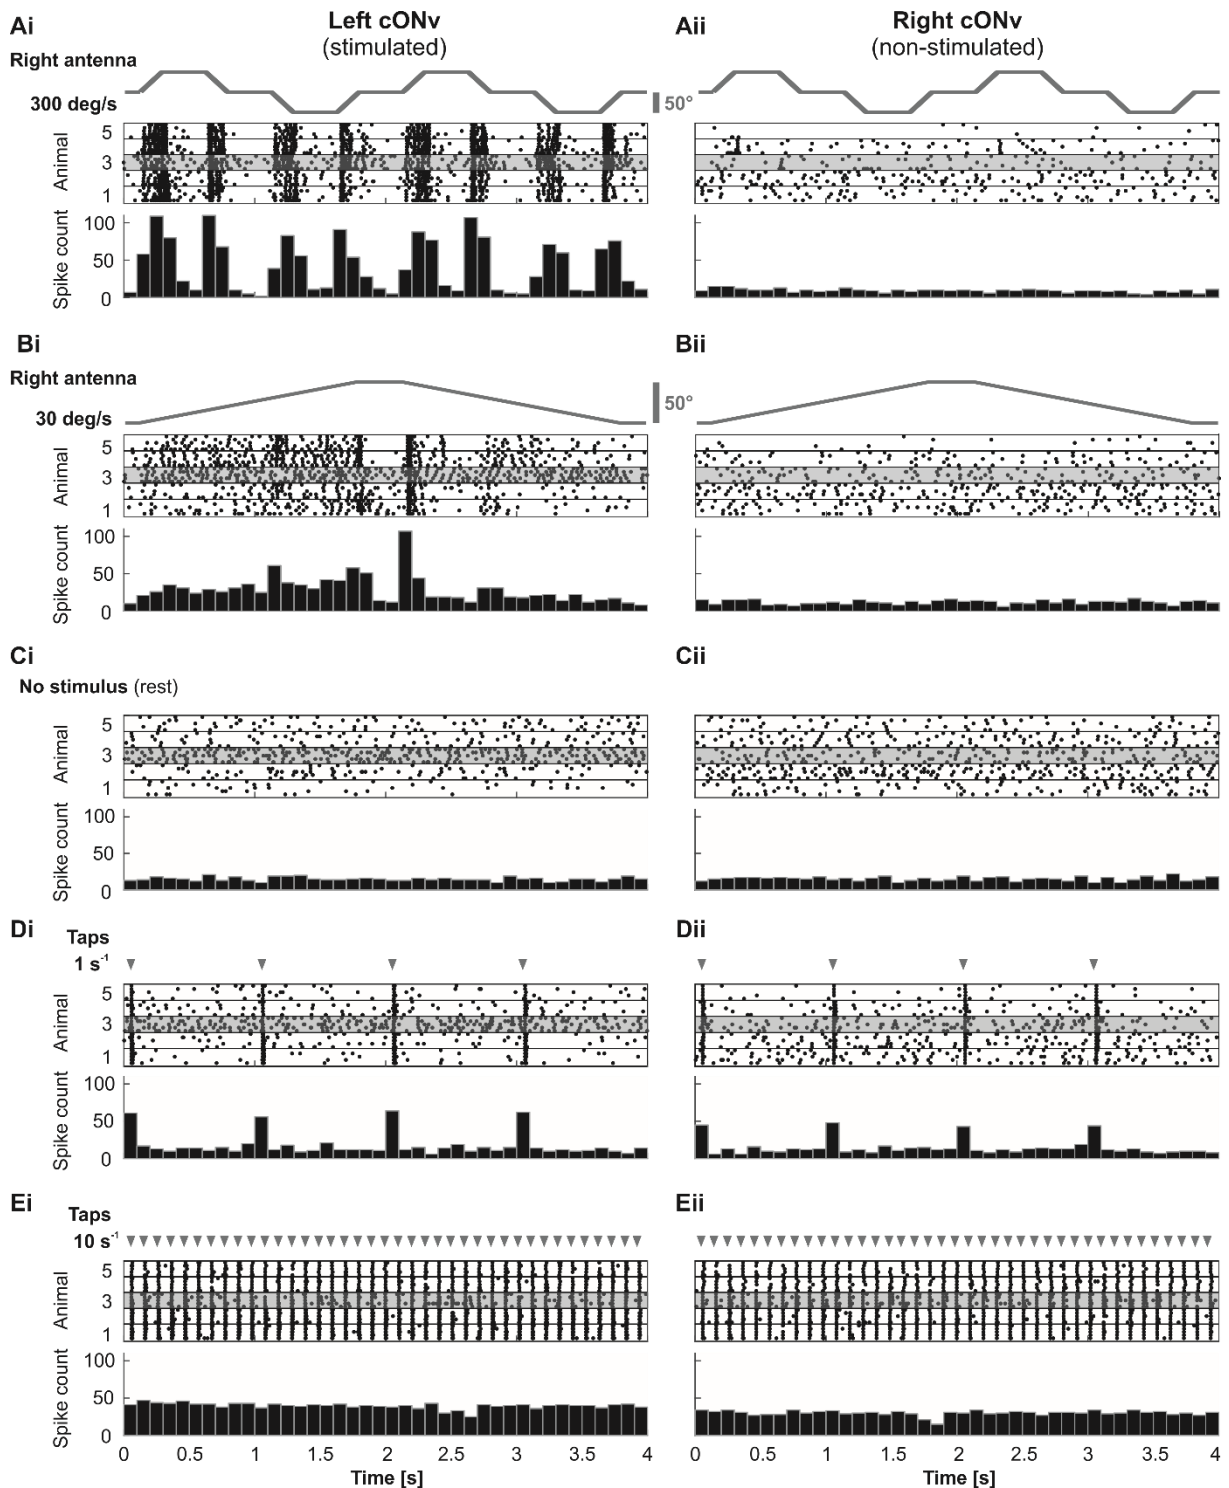 Ai
Left cONv
(stimulated)
Aii
Right cONv
(non-stimulated)
Right antenna
300 deg/s
50°
Animal
5
3
1
Spike count
100
50
0
Bi
Bii
Right antenna
30 deg/s
50°
Animal
5
3
1
Spike count
100
50
0
Ci
Cii
No stimulus (rest)
Animal
5
3
1
Spike count
100
50
0
Di
Dii
Taps
1 s⁻¹
Animal
5
3
1
Spike count
100
50
0
Ei
Eii
Taps
10 s⁻¹
Animal
5
3
1
Spike count
100
50
0
0 0.5 1 1.5 2 2.5 3 3.5 4
0 0.5 1 1.5 2 2.5 3 3.5 4
Time [s]
Time [s]